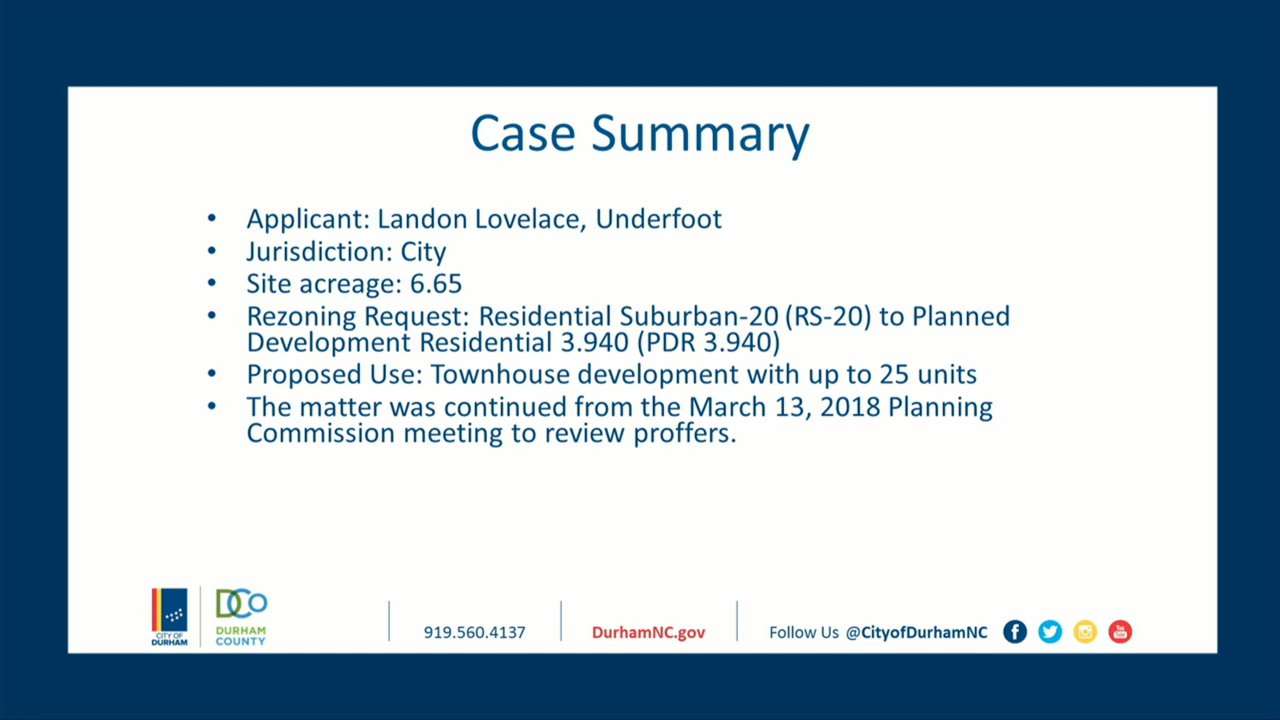 Case Summary
• Applicant: Landon Lovelace, Underfoot
• Jurisdiction: City
• Site acreage: 6.65
• Rezoning Request: Residential Suburban-20 (RS-20) to Planned
Development Residential 3.940 (PDR 3.940)
• Proposed Use: Townhouse development with up to 25 units
• The matter was continued from the March 13, 2018 Planning
Commission meeting to review proffers.
CITY OF
DURHAM
DCo
DURHAM
COUNTY
919.560.4137
DurhamNC.gov
Follow Us @CityofDurhamNC
You
Tube